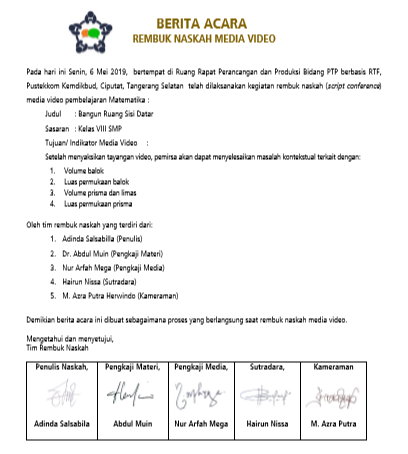 BERITA ACARA
REMBUK NASKAH MEDIA VIDEO
Pada hari ini Senin, 6 Mei 2019, bertempat di Ruang Rapat Perancangan dan Produksi Bidang PTP berbasis RTF,
Pustekkom Kemdikbud, Ciputat, Tangerang Selatan telah dilaksanakan kegiatan rembuk naskah (script conference)
media video pembelajaran Matematika :
Judul : Bangun Ruang Sisi Datar
Sasaran : Kelas VIII SMP
Tujuan/ Indikator Media Video :
Setelah menyaksikan tayangan video, pemirsa akan dapat menyelesaikan masalah kontekstual terkait dengan:
1. Volume balok
2. Luas permukaan balok
3. Volume prisma dan limas
4. Luas permukaan prisma
Oleh tim rembuk naskah yang terdiri dari:
1. Adinda Salsabilla (Penulis)
2. Dr. Abdul Muin (Pengkaji Materi)
3. Nur Arfah Mega (Pengkaji Media)
4. Hairun Nissa (Sutradara)
5. M. Azra Putra Herwindo (Kameraman)
Demikian berita acara ini dibuat sebagaimana proses yang berlangsung saat rembuk naskah media video.
Mengetahui dan menyetujui,
Tim Rembuk Naskah
Penulis Naskah, Pengkaji Materi, Pengkaji Media, Sutradara, Kameraman
Adinda Salsabila Abdul Muin Nur Arfah Mega Hairun Nissa M. Azra Putra